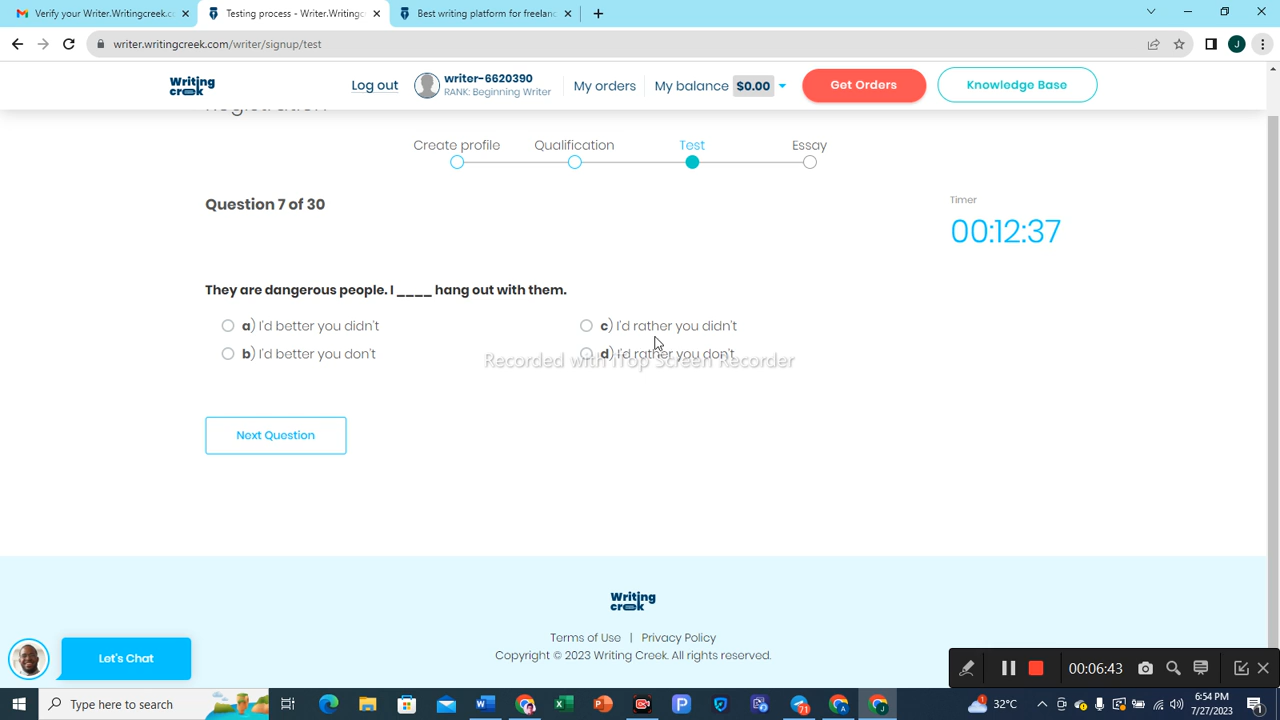 Verify your Writingcreek.co
Testing process - Writer.Writing
Best writing platform for freelanc
writer.writingcreek.com/writer/signup/test
J
Writing
creek
Log out
writer-6620390
RANK: Beginning Writer
My orders
My balance $0.00
Get Orders
Knowledge Base
Registration
Create profile
Qualification
Test
Essay
Question 7 of 30
Timer
00:12:37
They are dangerous people. I ____ hang out with them.
a) I'd better you didn't
c) I'd rather you didn't
b) I'd better you don't
d) I'd rather you don't
Recorded with iTop Screen Recorder
Next Question
Writing
creek
Terms of Use | Privacy Policy
Copyright © 2023 Writing Creek. All rights reserved.
Let's Chat
00:06:43
Type here to search
71
32°C
6:54 PM
7/27/2023